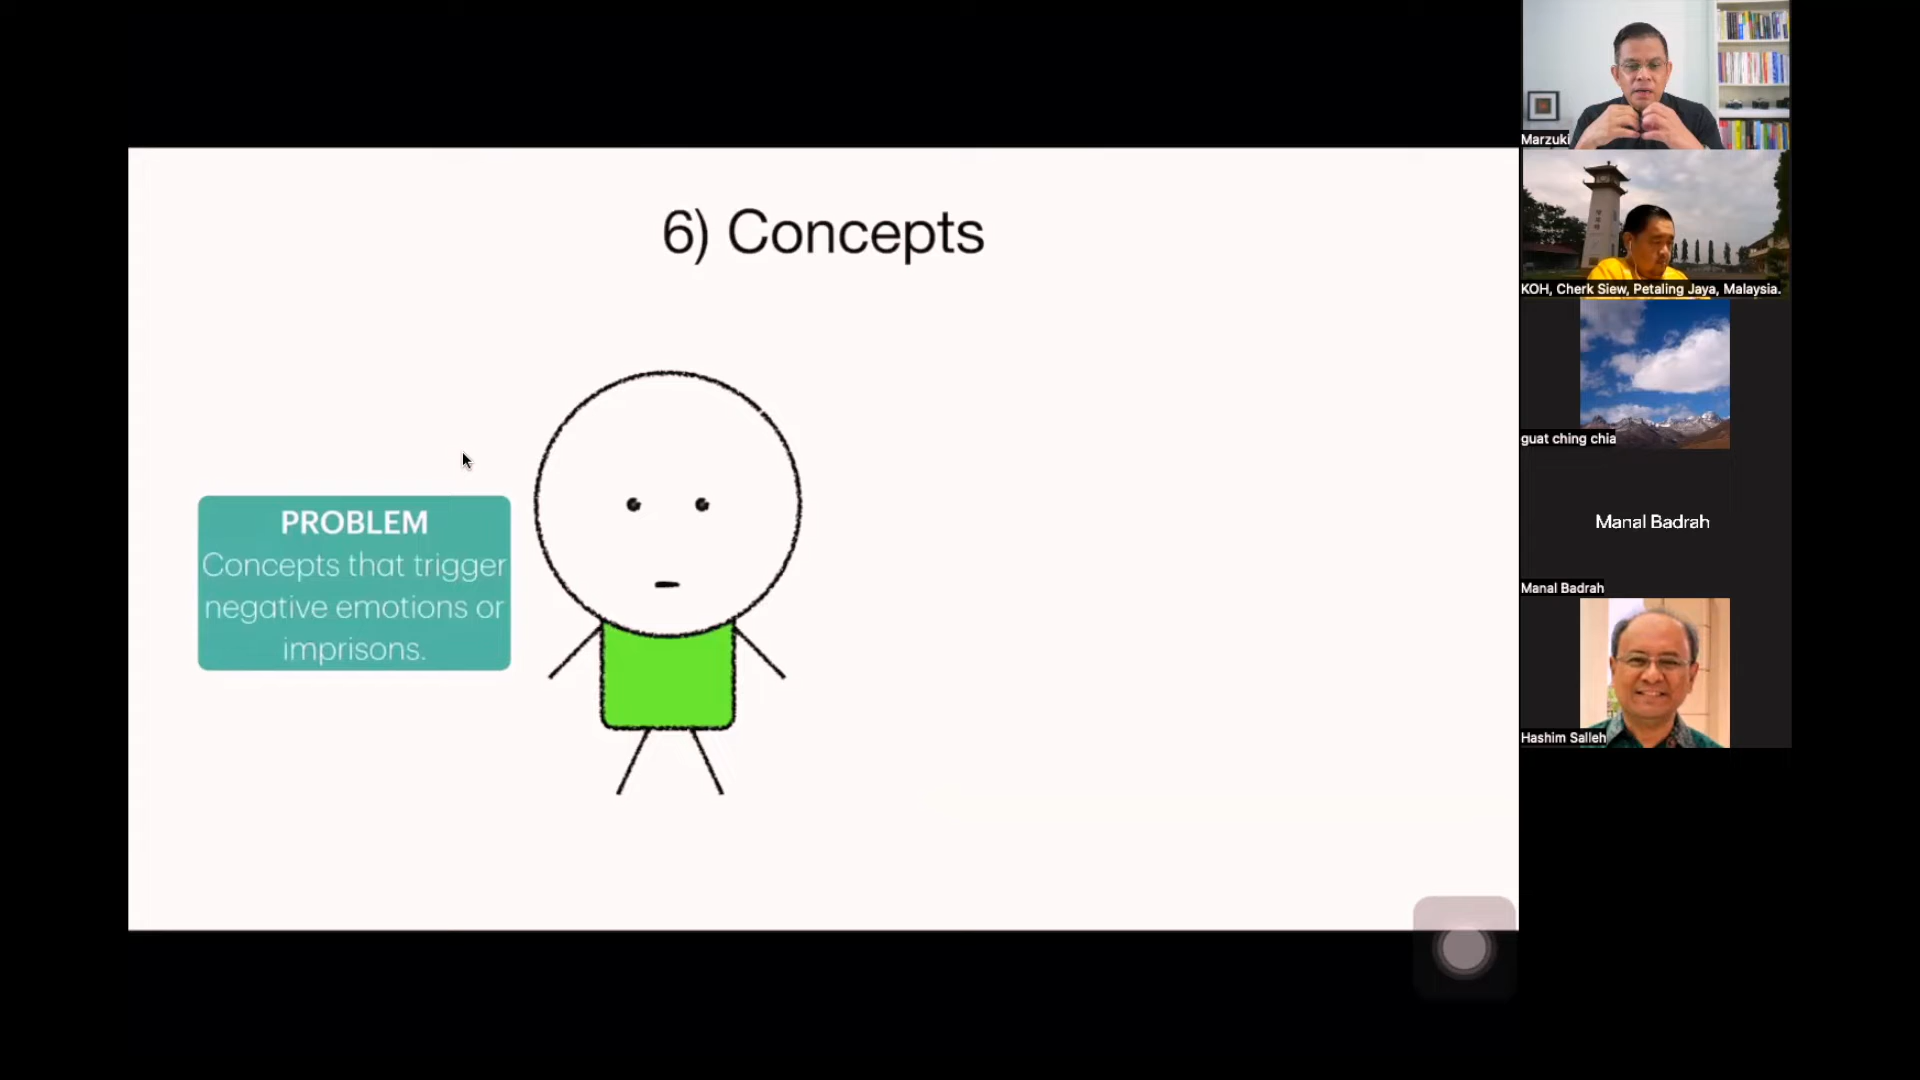 6) Concepts
PROBLEM
Concepts that trigger
negative emotions or
imprisons.
Marzuki
KOH, Cherk Siew, Petaling Jaya, Malaysia.
guat ching chia
Manal Badrah
Manal Badrah
Hashim Salleh